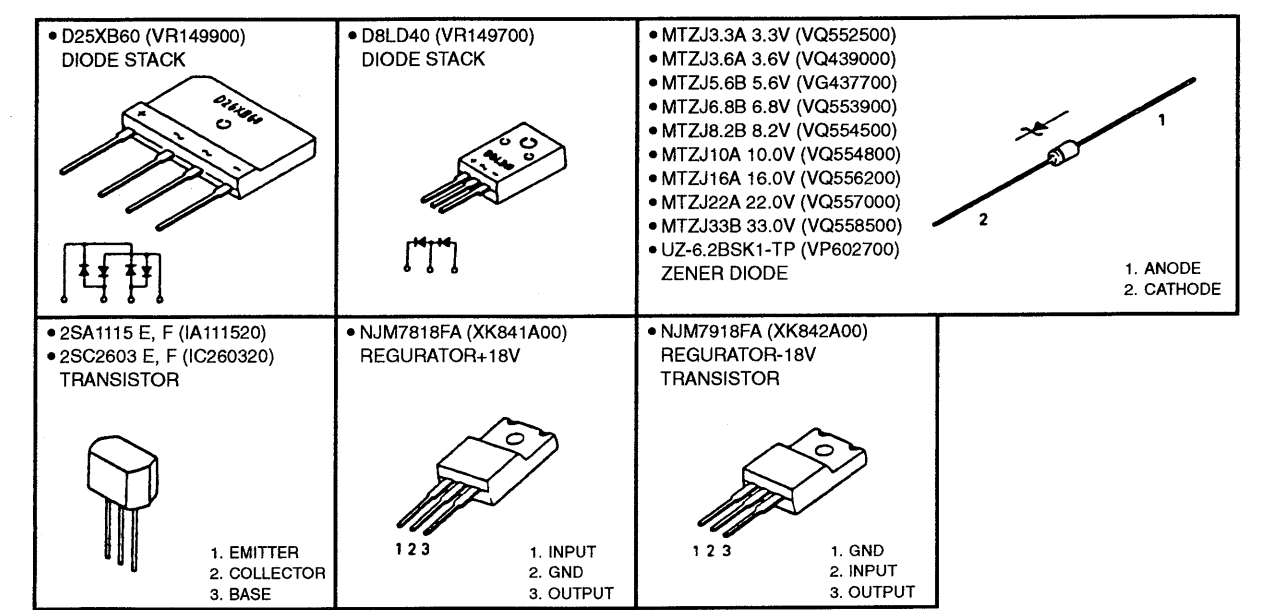 • D25XB60 (VR149900)
DIODE STACK
D26XB60
+ ~ ~ -
• D8LD40 (VR149700)
DIODE STACK
+ ~ -
• MTZJ3.3A 3.3V (VQ552500)
• MTZJ3.6A 3.6V (VQ439000)
• MTZJ5.6B 5.6V (VG437700)
• MTZJ6.8B 6.8V (VQ553900)
• MTZJ8.2B 8.2V (VQ554500)
• MTZJ10A 10.0V (VQ554800)
• MTZJ16A 16.0V (VQ556200)
• MTZJ22A 22.0V (VQ557000)
• MTZJ33B 33.0V (VQ558500)
• UZ-6.2BSK1-TP (VP602700)
ZENER DIODE
1
2
1. ANODE
2. CATHODE
• 2SA1115 E, F (IA111520)
• 2SC2603 E, F (IC260320)
TRANSISTOR
1. EMITTER
2. COLLECTOR
3. BASE
• NJM7818FA (XK841A00)
REGURATOR+18V
1 2 3
1. INPUT
2. GND
3. OUTPUT
• NJM7918FA (XK842A00)
REGURATOR-18V
TRANSISTOR
1 2 3
1. GND
2. INPUT
3. OUTPUT